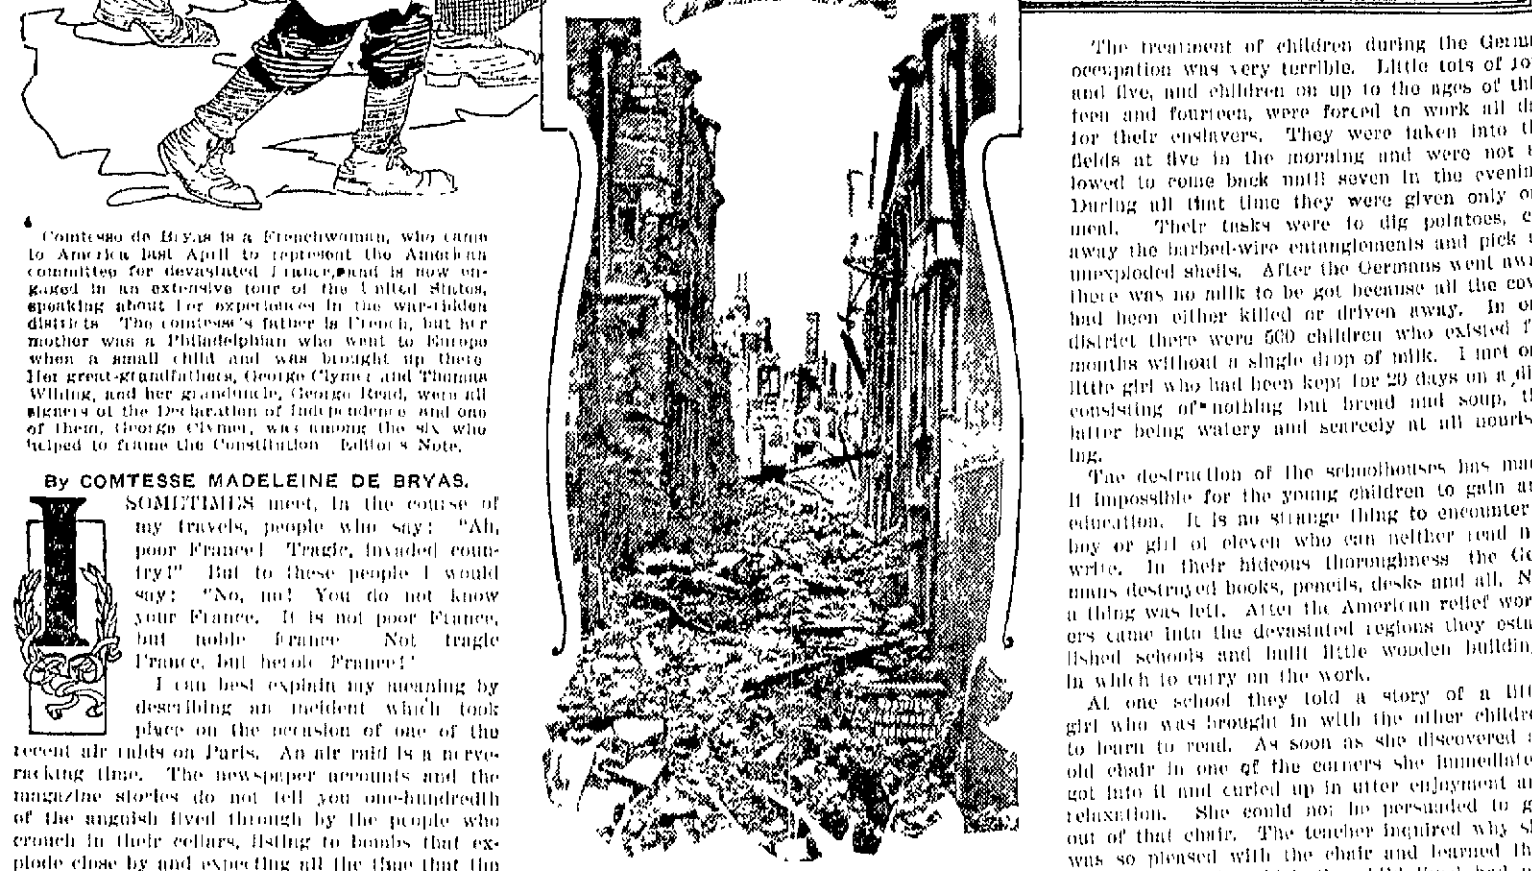 Comtesse de Bryas is a Frenchwoman, who came
to America last April to represent the American
committee for devastated France, and is now en-
gaged in an extensive tour of the United States,
speaking about her experiences in the war-ridden
districts The comtesse's father is French, but her
mother was a Philadelphian who went to Europe
when a small child and was brought up there
Her great-grandfathers, George Clymer and Thomas
Willing, and her granduncle, George Read, were all
signers of the Declaration of Independence and one
of them, George Clymer, was among the six who
helped to frame the Constitution Editor s Note.
By COMTESSE MADELEINE DE BRYAS.
I SOMETIMES meet, in the course of
my travels, people who say: "Ah,
poor France! Tragic, invaded coun-
try!" But to these people I would
say: "No, no! You do not know
your France. It is not poor France,
but noble France Not tragic
France, but heroic France!"
I can best explain my meaning by
describing an incident which took
place on the occasion of one of the
recent air raids on Paris. An air raid is a nerve-
racking time. The newspaper accounts and the
magazine stories do not tell you one-hundredth
of the anguish lived through by the people who
crouch in their cellars, listing to bombs that ex-
plode close by and expecting all the time that the
The treatment of children during the Germ
occupation was very terrible. Little tots of fo
and five, and children on up to the ages of thi
teen and fourteen, were forced to work all d
for their enslavers. They were taken into t
fields at five in the morning and were not
lowed to come back until seven in the evenin
During all that time they were given only o
meal. Their tasks were to dig potatoes, c
away the barbed-wire entanglements and pick
unexploded shells. After the Germans went aw
there was no milk to be got because all the cow
had been either killed or driven away. In o
district there were 500 children who existed f
months without a single drop of milk. I met on
little girl who had been kept for 20 days on a di
consisting of nothing but bread and soup, t
latter being watery and scarcely at all nouris
ing.
The destruction of the schoolhouses has ma
it impossible for the young children to gain a
education. It is no strange thing to encounter
boy or girl of eleven who can neither read n
write. In their hideous thoroughness the Ge
mans destroyed books, pencils, desks and all. N
a thing was left. After the American relief wor
ers came into the devastated regions they esta
lished schools and built little wooden building
in which to carry on the work.
At one school they told a story of a litt
girl who was brought in with the other childre
to learn to read. As soon as she discovered a
old chair in one of the corners she immediate
got into it and curled up in utter enjoyment an
relaxation. She could not be persuaded to g
out of that chair. The teacher inquired why s
was so pleased with the chair and learned th